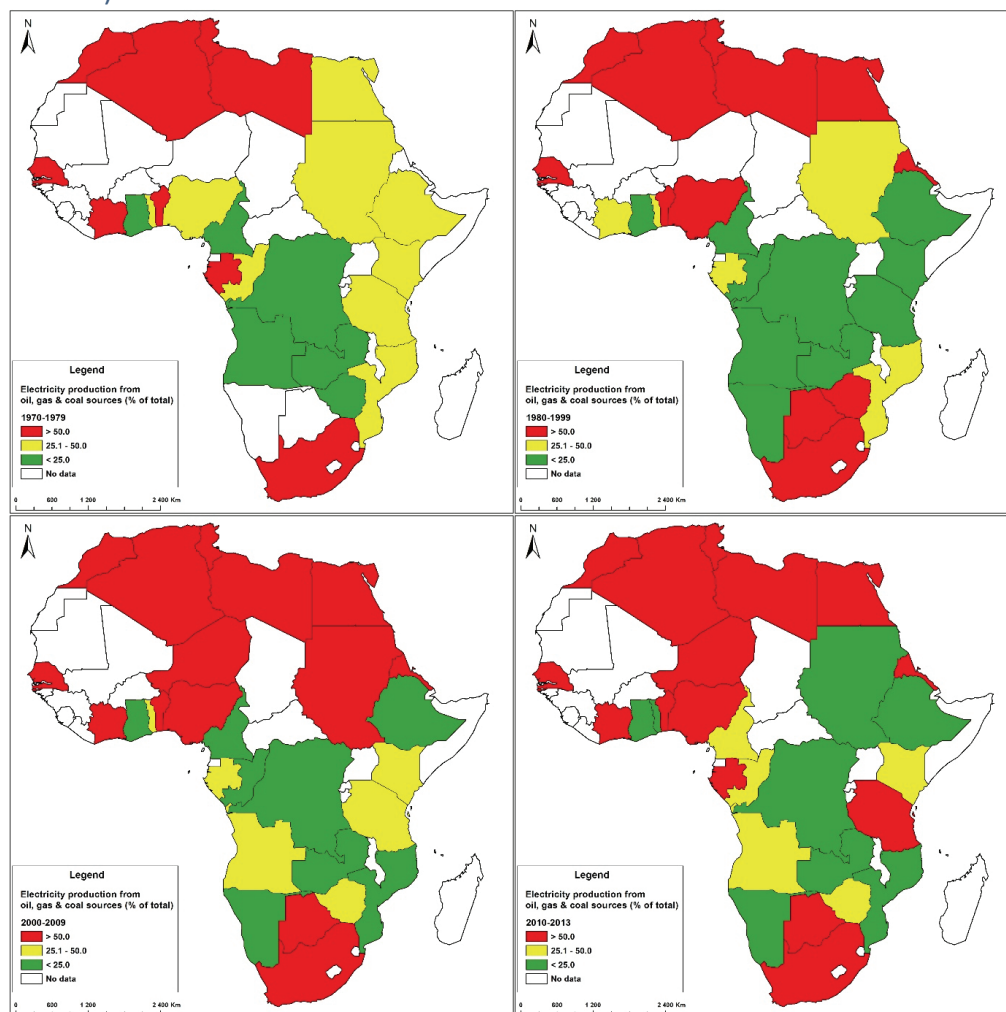 N
Legend
Electricity production from
oil, gas & coal sources (% of total)
1970-1979
> 50.0
25.1 - 50.0
< 25.0
No data
0 600 1 200 2 400 Km
N
Legend
Electricity production from
oil, gas & coal sources (% of total)
1980-1999
> 50.0
25.1 - 50.0
< 25.0
No data
0 600 1 200 2 400 Km
N
Legend
Electricity production from
oil, gas & coal sources (% of total)
2000-2009
> 50.0
25.1 - 50.0
< 25.0
No data
0 600 1 200 2 400 Km
N
Legend
Electricity production from
oil, gas & coal sources (% of total)
2010-2013
> 50.0
25.1 - 50.0
< 25.0
No data
0 600 1 200 2 400 Km